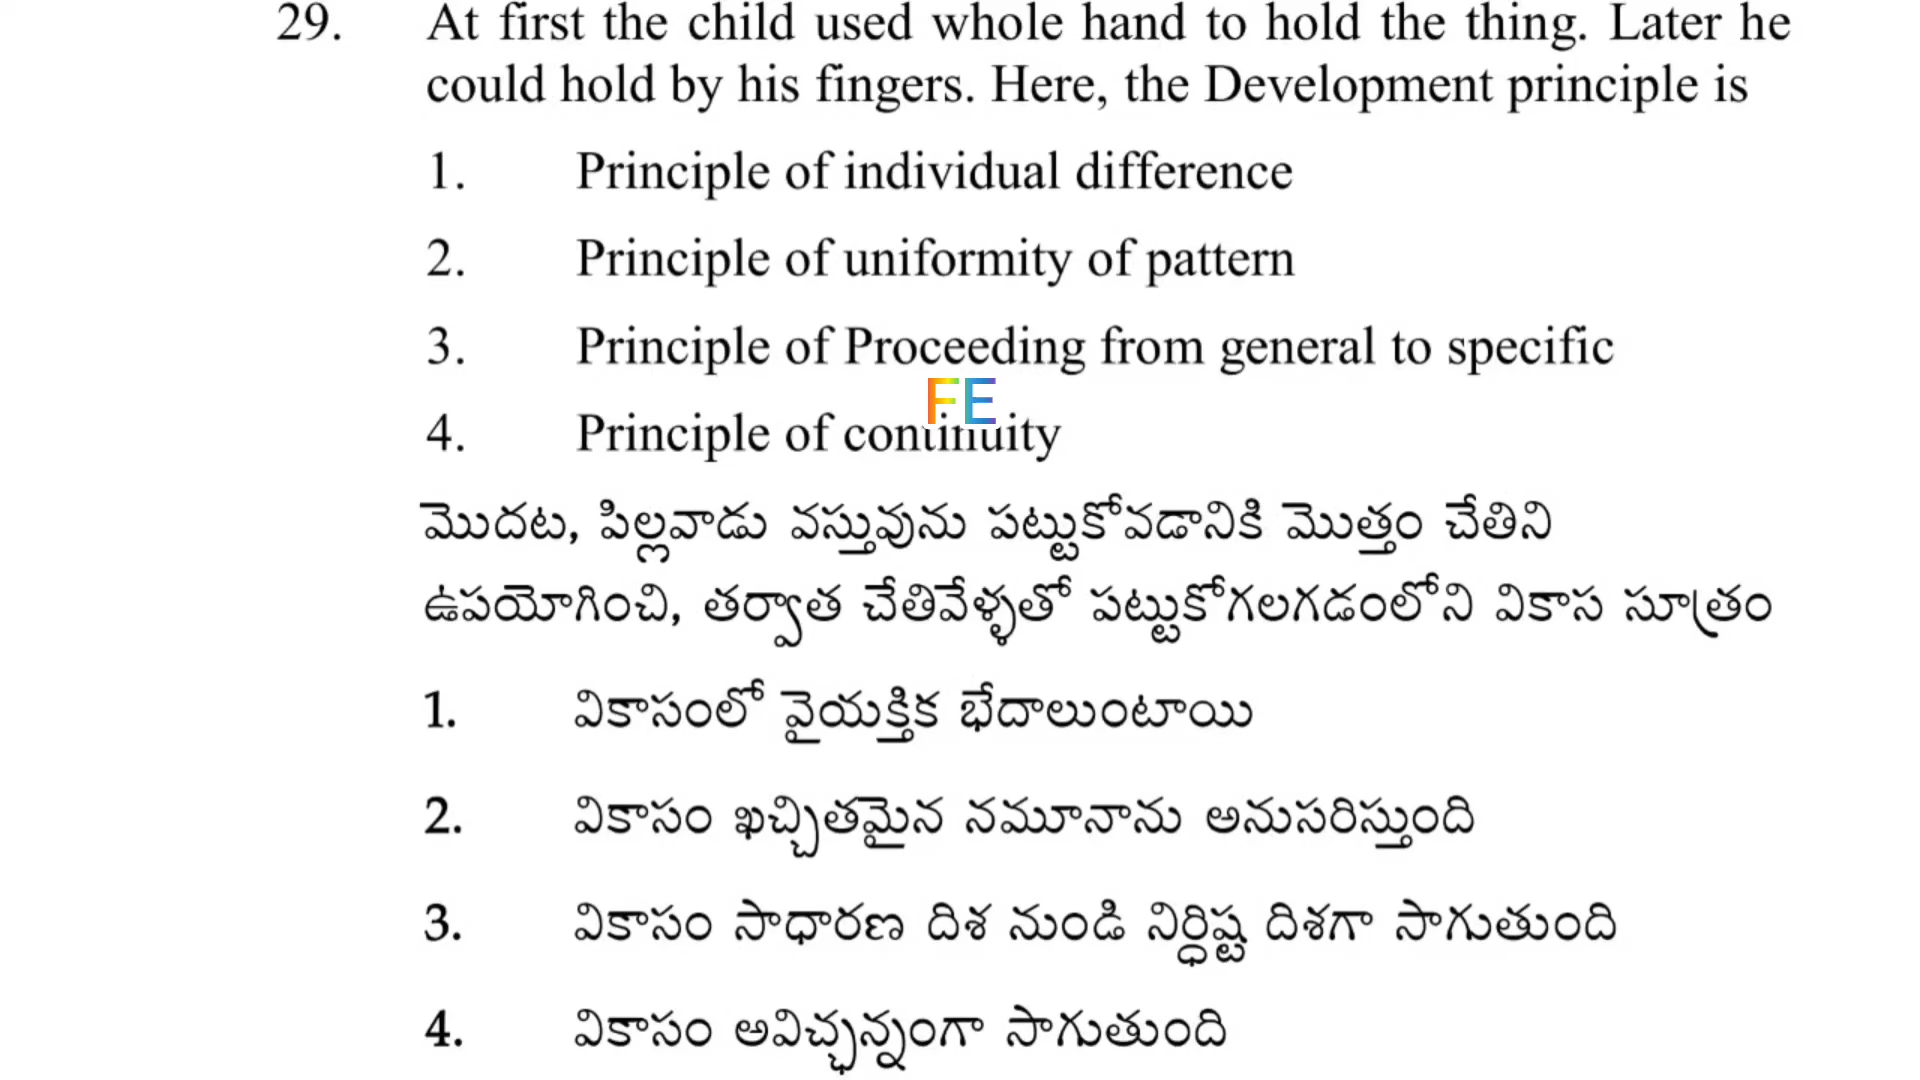 29. At first the child used whole hand to hold the thing. Later he
could hold by his fingers. Here, the Development principle is
1. Principle of individual difference
2. Principle of uniformity of pattern
3. Principle of Proceeding from general to specific
FE
4. Principle of continuity
మొదట, పిల్లవాడు వస్తువును పట్టుకోవడానికి మొత్తం చేతిని
ఉపయోగించి, తర్వాత చేతివేళ్ళతో పట్టుకోగలగడంలోని వికాస సూత్రం
1. వికాసంలో వైయక్తిక భేదాలుంటాయి
2. వికాసం ఖచ్చితమైన నమూనాను అనుసరిస్తుంది
3. వికాసం సాధారణ దిశ నుండి నిర్ధిష్ట దిశగా సాగుతుంది
4. వికాసం అవిచ్ఛన్నంగా సాగుతుంది